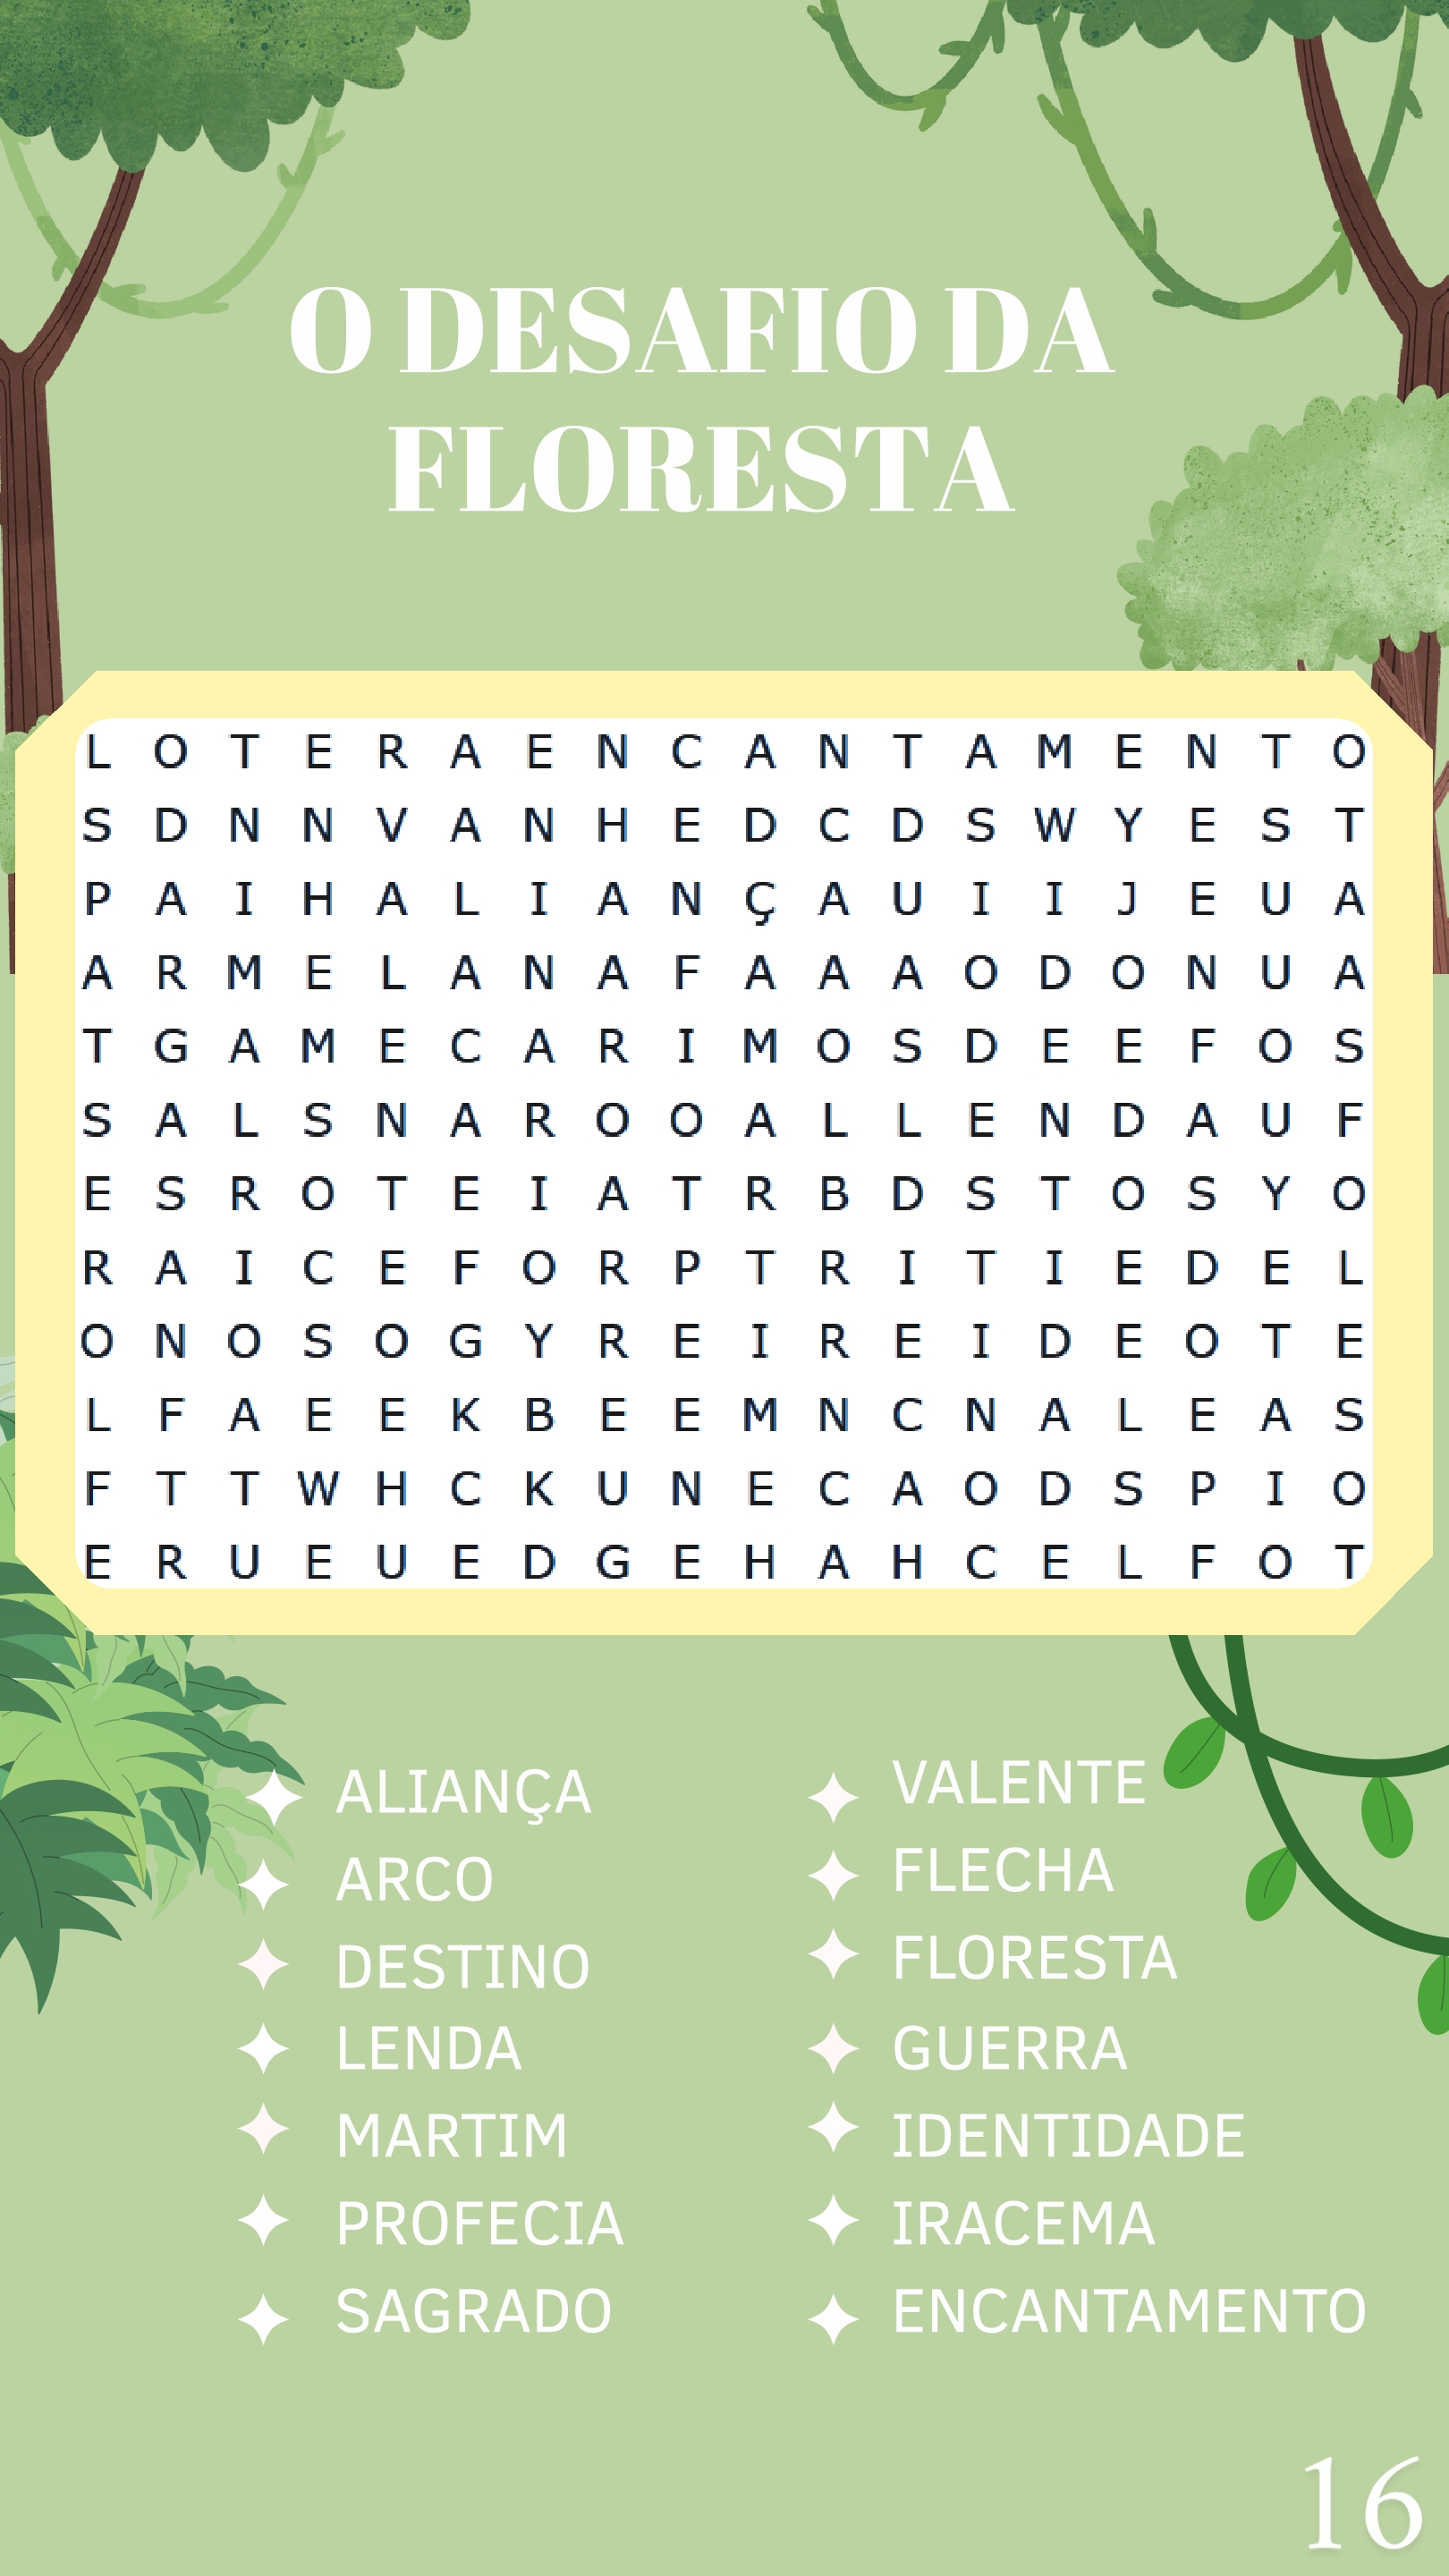 O DESAFIO DA
FLORESTA
L O T E R A E N C A N T A M E N T O
S D N N V A N H E D C D S W Y E S T
P A I H A L I A N Ç A U I I J E U A
A R M E L A N A F A A A O D O N U A
T G A M E C A R I M O S D E E F O S
S A L S N A R O O A L L E N D A U F
E S R O T E I A T R B D S T O S Y O
R A I C E F O R P T R I T I E D E L
O N O S O G Y R E I R E I D E O T E
L F A E E K B E E M N C N A L E A S
F T T W H C K U N E C A O D S P I O
E R U E U E D G E H A H C E L F O T
ALIANÇA
ARCO
DESTINO
LENDA
MARTIM
PROFECIA
SAGRADO
VALENTE
FLECHA
FLORESTA
GUERRA
IDENTIDADE
IRACEMA
ENCANTAMENTO
16